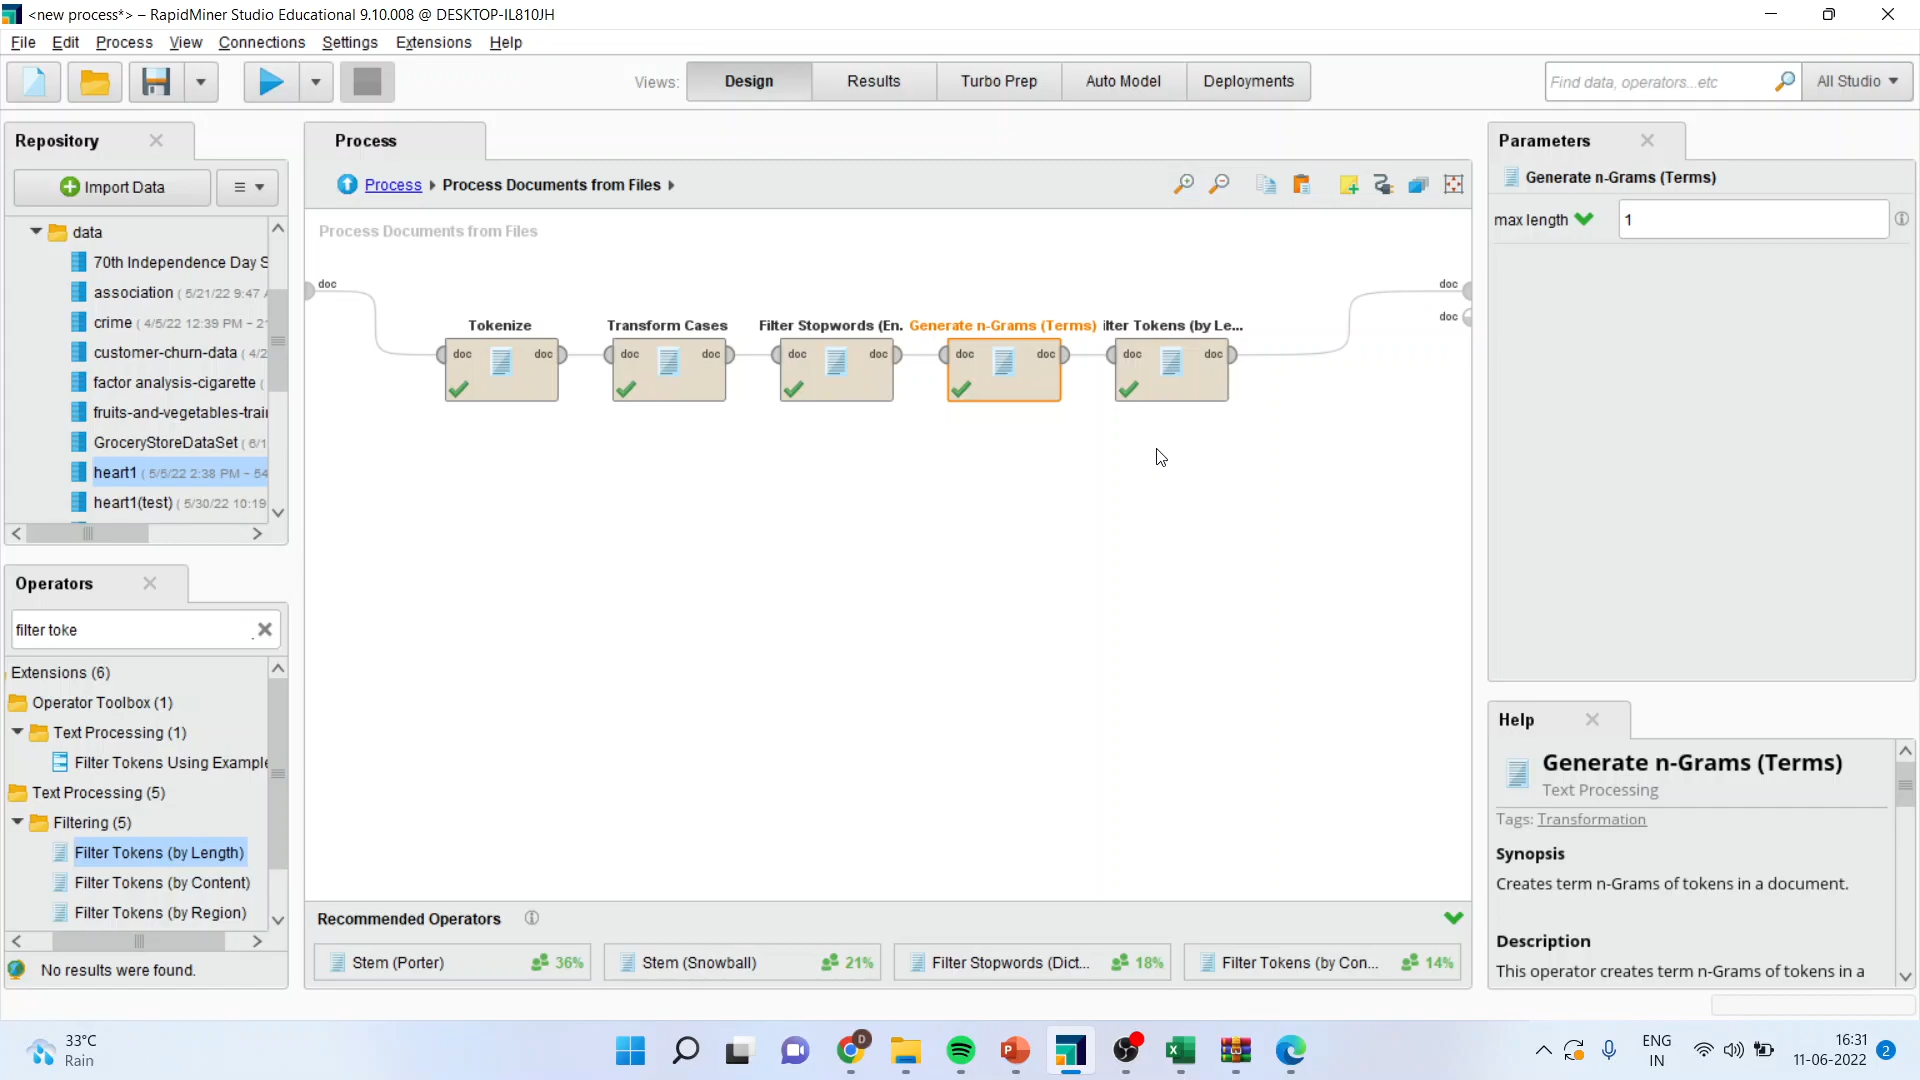 <new process*> – RapidMiner Studio Educational 9.10.008 @ DESKTOP-IL810JH
File Edit Process View Connections Settings Extensions Help
Views: Design Results Turbo Prep Auto Model Deployments
Find data, operators...etc
All Studio
Repository
Import Data
data
70th Independence Day S
association ( 5/21/22 9:47
crime ( 4/5/22 12:39 PM – 2
customer-churn-data ( 4/2
factor analysis-cigarette (
fruits-and-vegetables-trai
GroceryStoreDataSet ( 6/1
heart1 ( 5/5/22 2:38 PM – 54
heart1(test) ( 5/30/22 10:19
Operators
filter toke
Extensions (6)
Operator Toolbox (1)
Text Processing (1)
Filter Tokens Using Example
Text Processing (5)
Filtering (5)
Filter Tokens (by Length)
Filter Tokens (by Content)
Filter Tokens (by Region)
No results were found.
Process
Process Process Documents from Files
Process Documents from Files
doc
doc
doc
Tokenize
doc doc
Transform Cases
doc doc
Filter Stopwords (En.
doc doc
Generate n-Grams (Terms)
doc doc
ilter Tokens (by Le...
doc doc
Recommended Operators
Stem (Porter) 36%
Stem (Snowball) 21%
Filter Stopwords (Dict... 18%
Filter Tokens (by Con... 14%
Parameters
Generate n-Grams (Terms)
max length 1
Help
Generate n-Grams (Terms)
Text Processing
Tags: Transformation
Synopsis
Creates term n-Grams of tokens in a document.
Description
This operator creates term n-Grams of tokens in a
33°C
Rain
D
P
ENG
IN
16:31
11-06-2022
2